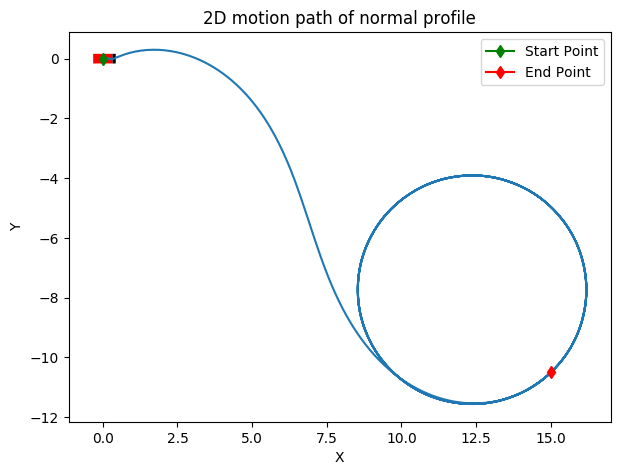 2D motion path of normal profile
Start Point
End Point
Y
0
−2
−4
−6
−8
−10
−12
0.0 2.5 5.0 7.5 10.0 12.5 15.0
X